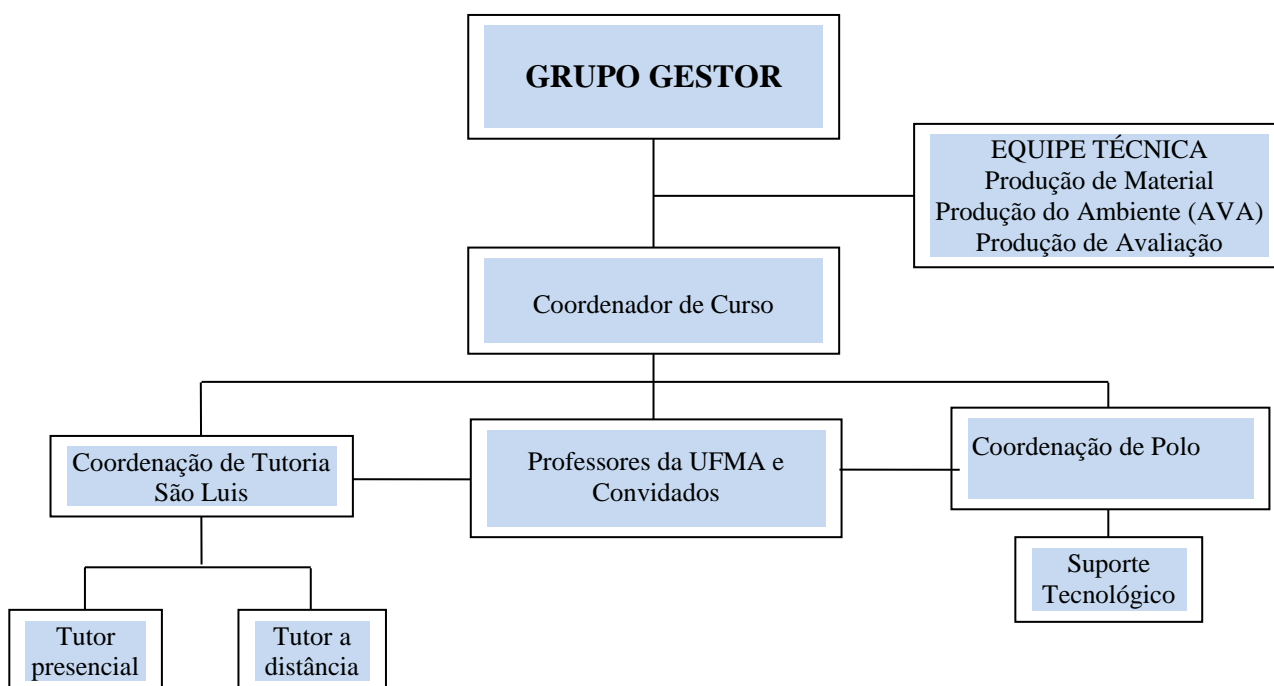 GRUPO GESTOR
EQUIPE TÉCNICA
Produção de Material
Produção do Ambiente (AVA)
Produção de Avaliação
Coordenador de Curso
Coordenação de Tutoria
São Luis
Professores da UFMA e
Convidados
Coordenação de Polo
Suporte
Tecnológico
Tutor
presencial
Tutor a
distância